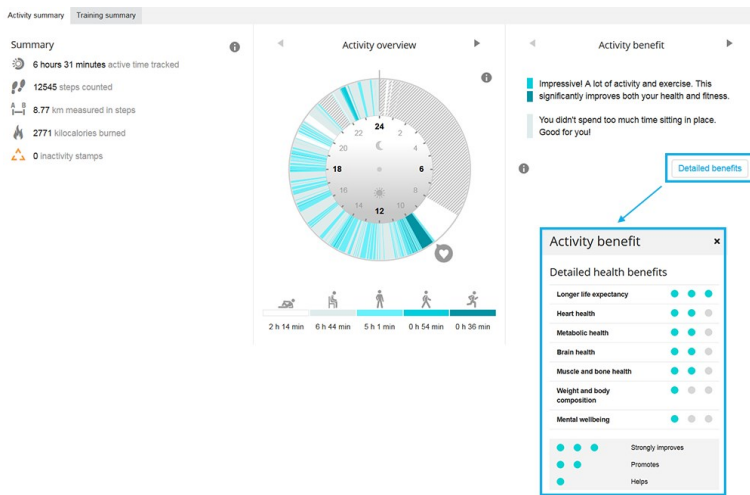 Activity summary
Training summary
Summary
6 hours 31 minutes active time tracked
12545 steps counted
A B
8.77 km measured in steps
2771 kilocalories burned
0 inactivity stamps
Activity overview
24
22 2
20 4
18 6
16 8
14 10
12
2 h 14 min 6 h 44 min 5 h 1 min 0 h 54 min 0 h 36 min
Activity benefit
Impressive! A lot of activity and exercise. This
significantly improves both your health and fitness.
You didn't spend too much time sitting in place.
Good for you!
Detailed benefits
Activity benefit ×
Detailed health benefits
Longer life expectancy
Heart health
Metabolic health
Brain health
Muscle and bone health
Weight and body
composition
Mental wellbeing
Strongly improves
Promotes
Helps